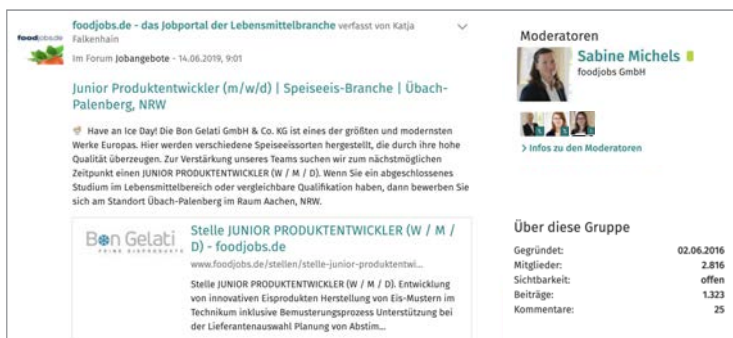 foodjobs.de
foodjobs.de - das Jobportal der Lebensmittelbranche verfasst von Katja
Falkenhain
Im Forum Jobangebote - 14.06.2019, 9:01
Junior Produktentwickler (m/w/d) | Speiseeis-Branche | Übach-
Palenberg, NRW
Have an Ice Day! Die Bon Gelati GmbH & Co. KG ist eines der größten und modernsten
Werke Europas. Hier werden verschiedene Speiseeissorten hergestellt, die durch ihre hohe
Qualität überzeugen. Zur Verstärkung unseres Teams suchen wir zum nächstmöglichen
Zeitpunkt einen JUNIOR PRODUKTENTWICKLER (W / M / D). Wenn Sie ein abgeschlossenes
Studium im Lebensmittelbereich oder vergleichbare Qualifikation haben, dann bewerben Sie
sich am Standort Übach-Palenberg im Raum Aachen, NRW.
Bon Gelati
FEINE EISPRODUKTE
Stelle JUNIOR PRODUKTENTWICKLER (W / M /
D) - foodjobs.de
www.foodjobs.de/stellen/stelle-junior-produktentwi...
Stelle JUNIOR PRODUKTENTWICKLER (W / M / D). Entwicklung
von innovativen Eisprodukten Herstellung von Eis-Mustern im
Technikum inklusive Bemusterungsprozess Unterstützung bei
der Lieferantenauswahl Planung von Abstim...
Moderatoren
Sabine Michels
foodjobs GmbH
Infos zu den Moderatoren
Über diese Gruppe
Gegründet: 02.06.2016
Mitglieder: 2.816
Sichtbarkeit: offen
Beiträge: 1.323
Kommentare: 25